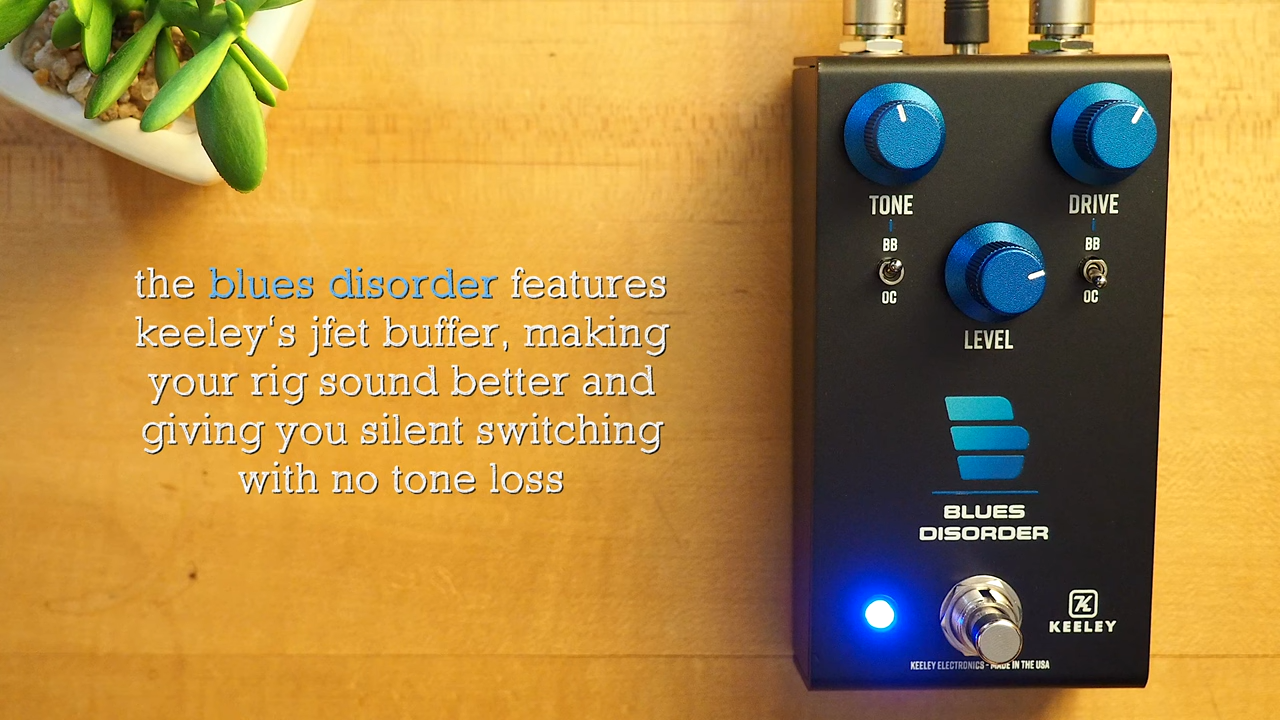 the blues disorder features
keeley‘s jfet buffer, making
your rig sound better and
giving you silent switching
with no tone loss
TONE
DRIVE
BB
BB
OC
OC
LEVEL
BLUES
DISORDER
KEELEY
KEELEY ELECTRONICS - MADE IN THE USA